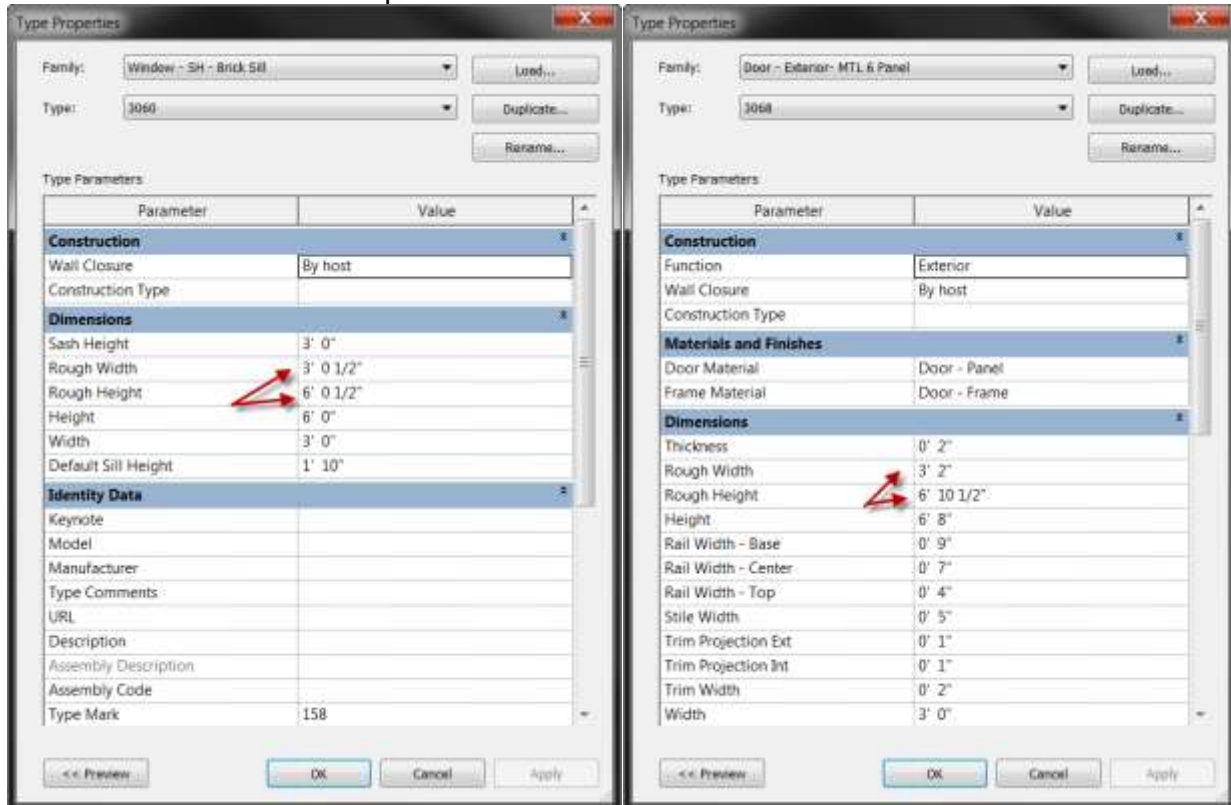 Type Properties
Family: Window - SH - Brick Sill Load...
Type: 3060 Duplicate...
Rename...
Type Parameters
Parameter Value
Construction
Wall Closure By host
Construction Type
Dimensions
Sash Height 3' 0"
Rough Width 3' 0 1/2"
Rough Height 6' 0 1/2"
Height 6' 0"
Width 3' 0"
Default Sill Height 1' 10"
Identity Data
Keynote
Model
Manufacturer
Type Comments
URL
Description
Assembly Description
Assembly Code
Type Mark 158
<< Preview OK Cancel Apply
Type Properties
Family: Door - Exterior- MTL 6 Panel Load...
Type: 3068 Duplicate...
Rename...
Type Parameters
Parameter Value
Construction
Function Exterior
Wall Closure By host
Construction Type
Materials and Finishes
Door Material Door - Panel
Frame Material Door - Frame
Dimensions
Thickness 0' 2"
Rough Width 3' 2"
Rough Height 6' 10 1/2"
Height 6' 8"
Rail Width - Base 0' 9"
Rail Width - Center 0' 7"
Rail Width - Top 0' 4"
Stile Width 0' 5"
Trim Projection Ext 0' 1"
Trim Projection Int 0' 1"
Trim Width 0' 2"
Width 3' 0"
<< Preview OK Cancel Apply